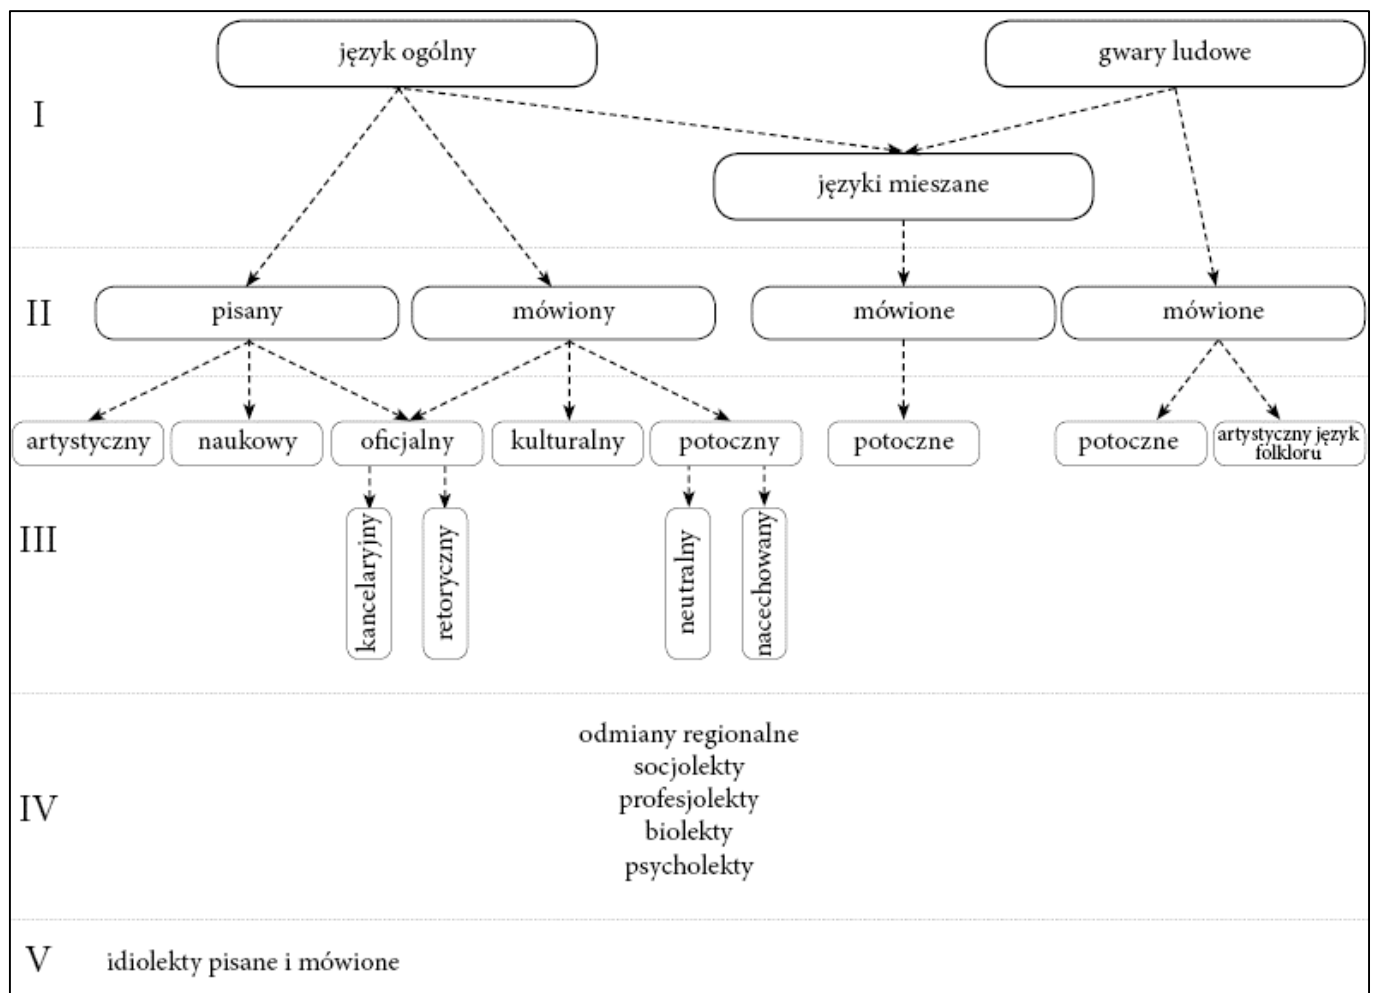 język ogólny
gwary ludowe
I
języki mieszane
II
pisany
mówiony
mówione
mówione
artystyczny
naukowy
oficjalny
kulturalny
potoczny
potoczne
potoczne
artystyczny język
folkloru
III
kancelaryjny
retoryczny
neutralny
nacechowany
IV
odmiany regionalne
socjolekty
profesjolekty
biolekty
psycholekty
V
idiolekty pisane i mówione